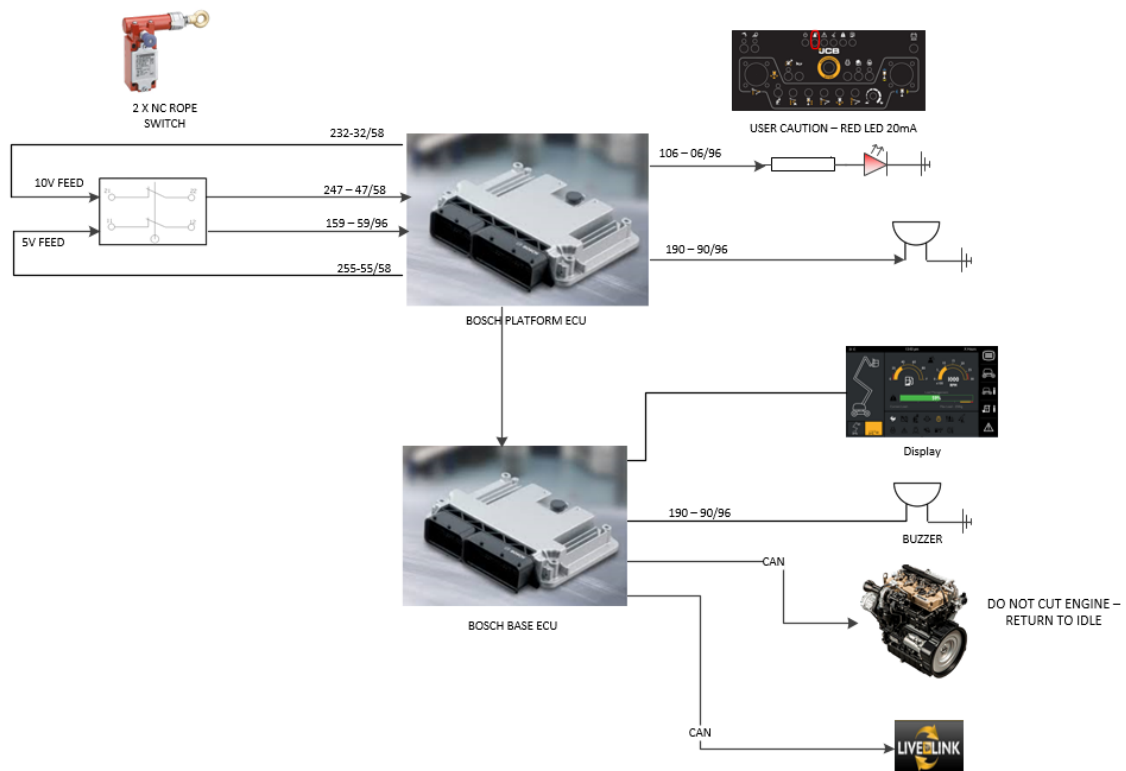 2 X NC ROPE
SWITCH
232-32/58
10V FEED
247 – 47/58
159 – 59/96
5V FEED
255-55/58
BOSCH PLATFORM ECU
JCB
USER CAUTION – RED LED 20mA
106 – 06/96
190 – 90/96
Display
190 – 90/96
BUZZER
BOSCH BASE ECU
CAN
DO NOT CUT ENGINE –
RETURN TO IDLE
CAN
LIVELINK